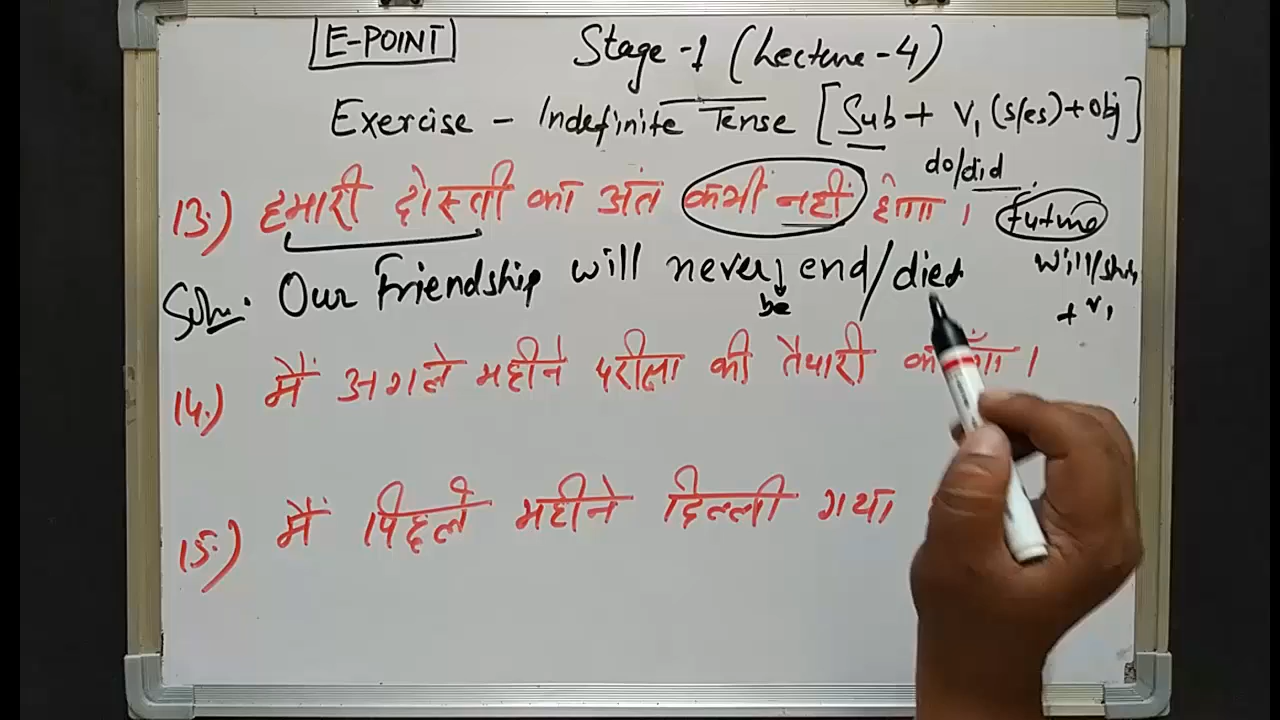 E-POINT Stage-1 (Lecture-4)
Exercise - Indefinite Tense [Sub + V₁ (s/es) + obj]
do/did
13.) हमारी दोस्ती का अंत कभी नहीं होगा । future
Soln. Our Friendship will never end/died will/
be + V₁
14.) मैं अगले महीने परीक्षा की तैयारी
15.) मैं पिछले महीने दिल्ली गया